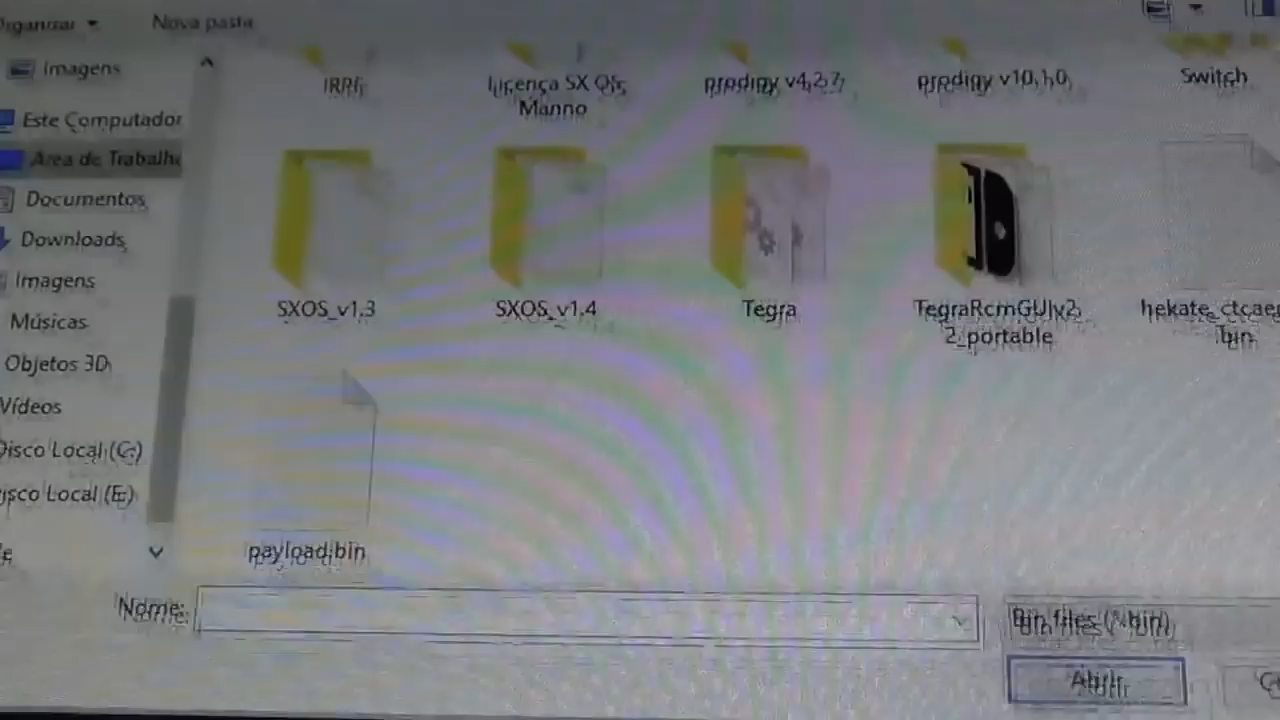 Organizar
Nova pasta
Imagens
Este Computador
Área de Trabalho
Documentos
Downloads
Imagens
Músicas
Objetos 3D
Vídeos
Disco Local (C:)
Disco Local (E:)
licença SX OS
Manno
prodigy v4.2.7
prodigy v10.1.0
Switch
SXOS_v1.3
SXOS_v1.4
Tegra
TegraRcmGUI_v2.
2_portable
hekate_ctcaer
bin
payload.bin
Nome:
Bin files (*.bin)
Abrir